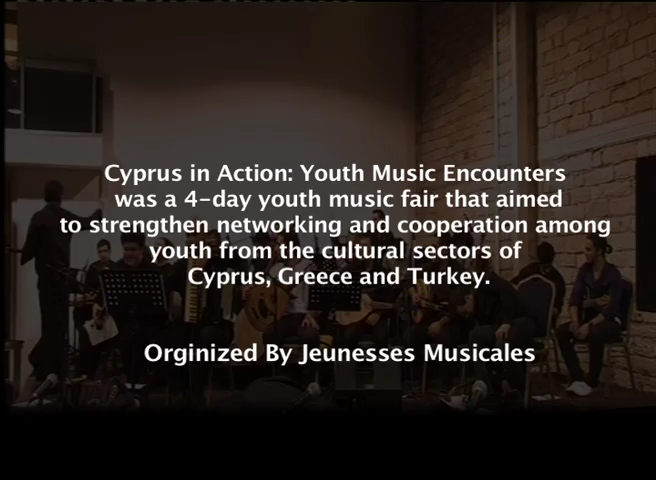 Cyprus in Action: Youth Music Encounters
was a 4-day youth music fair that aimed
to strengthen networking and cooperation among
youth from the cultural sectors of
Cyprus, Greece and Turkey.
Orginized By Jeunesses Musicales